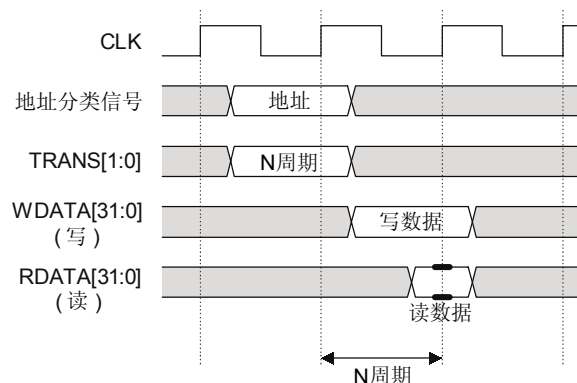 CLK
地址分类信号
地址
TRANS[1:0]
N周期
WDATA[31:0]
(写)
写数据
RDATA[31:0]
(读)
读数据
N周期